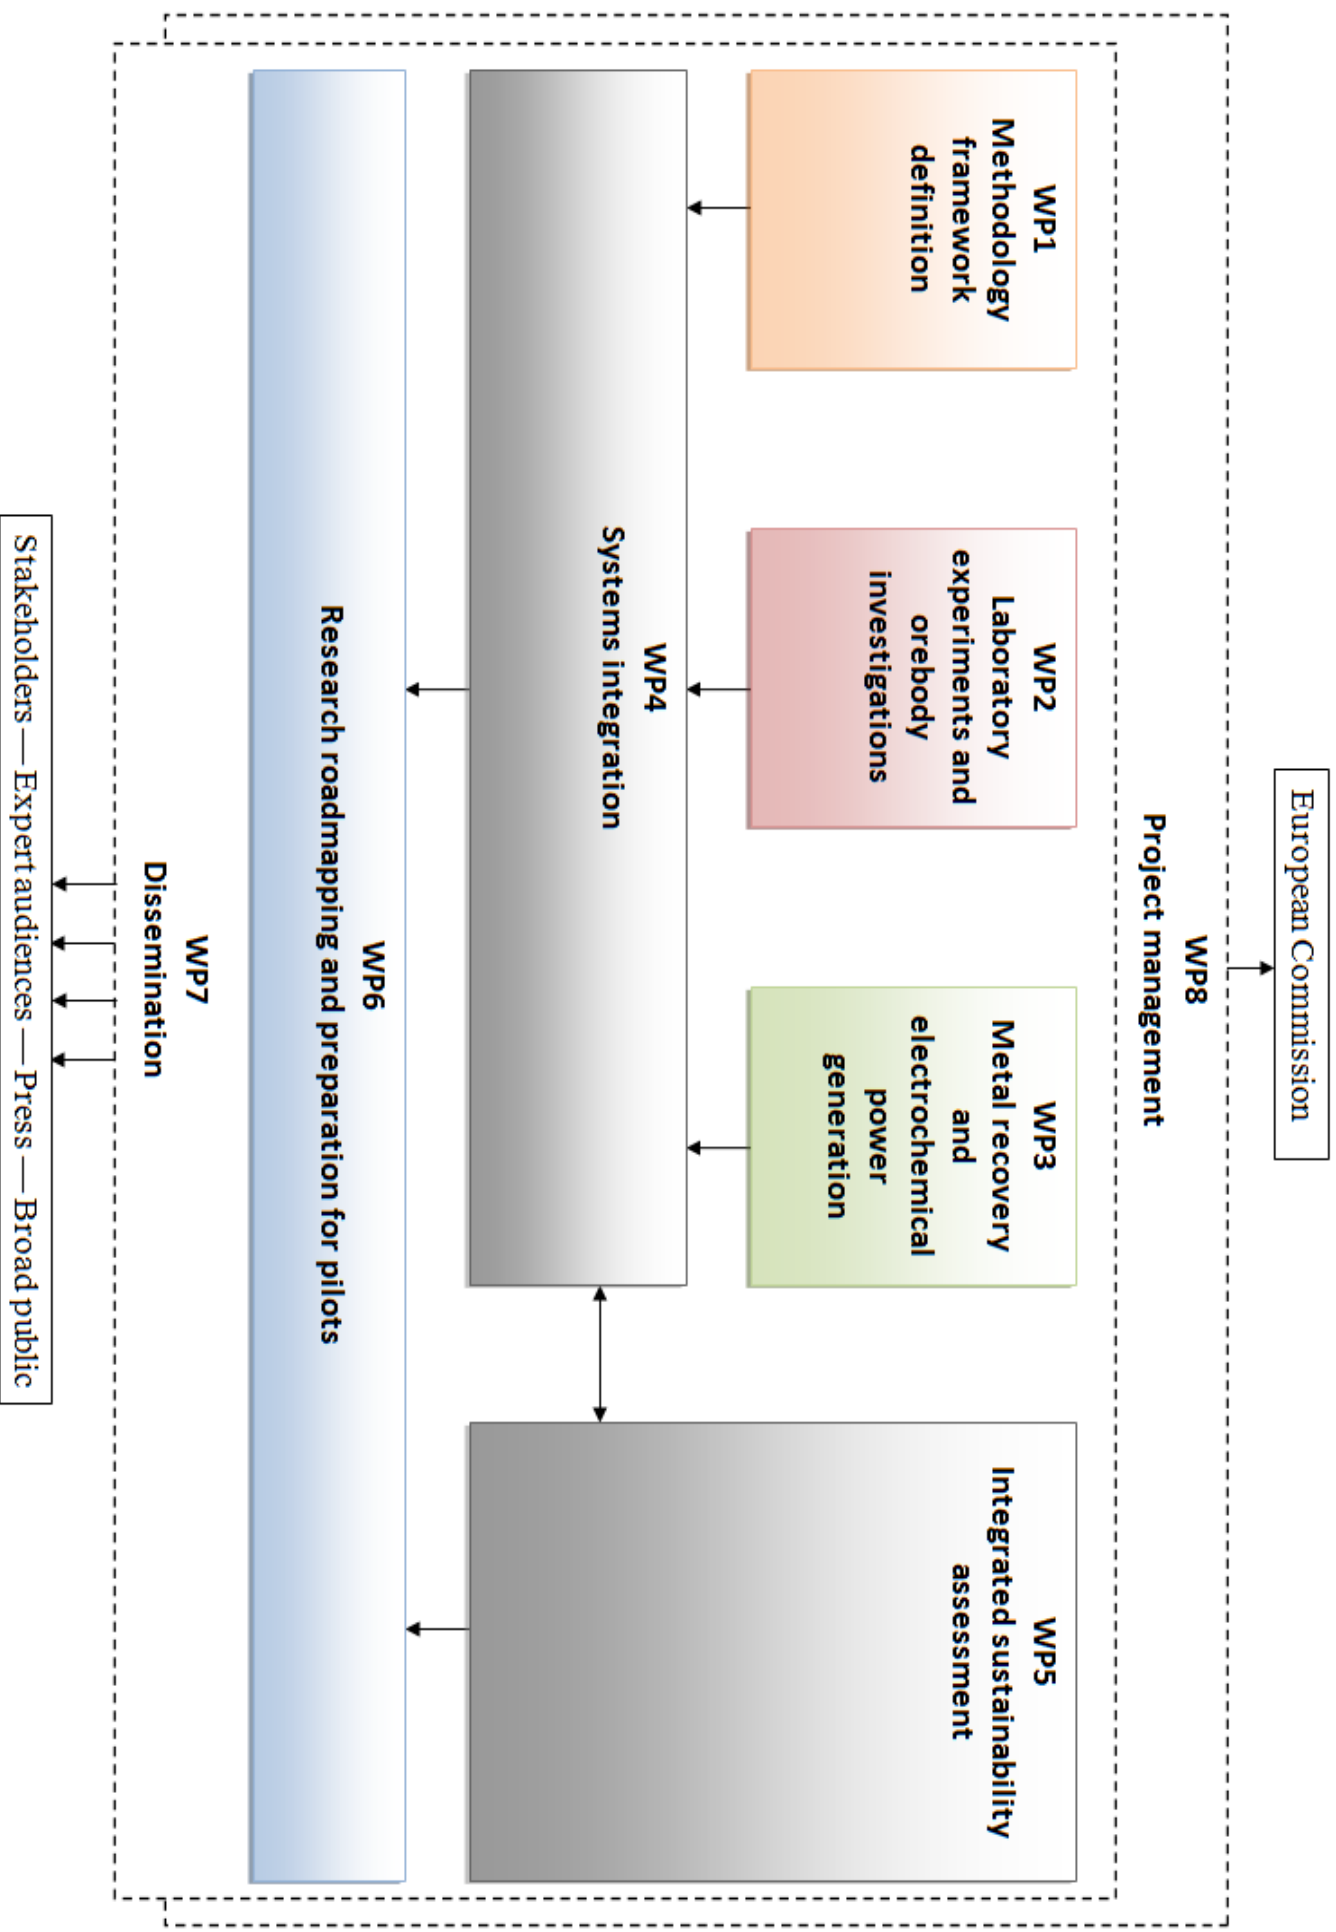 European Commission
WP8
Project management
WP1
Methodology
framework
definition
WP2
Laboratory
experiments and
orebody
investigations
WP3
Metal recovery
and
electrochemical
power
generation
WP5
Integrated sustainability
assessment
WP4
Systems integration
WP6
Research roadmapping and preparation for pilots
WP7
Dissemination
Stakeholders — Expert audiences — Press — Broad public